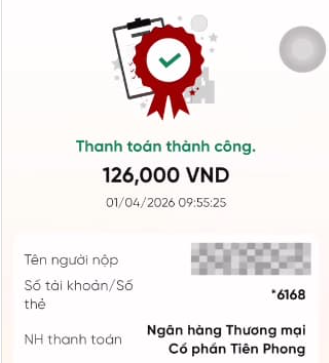 Thanh toán thành công.
126,000 VND
01/04/2026 09:55:25
Tên người nộp
Số tài khoản/Số
thẻ
*6168
NH thanh toán
Ngân hàng Thương mại
Cổ phần Tiên Phong